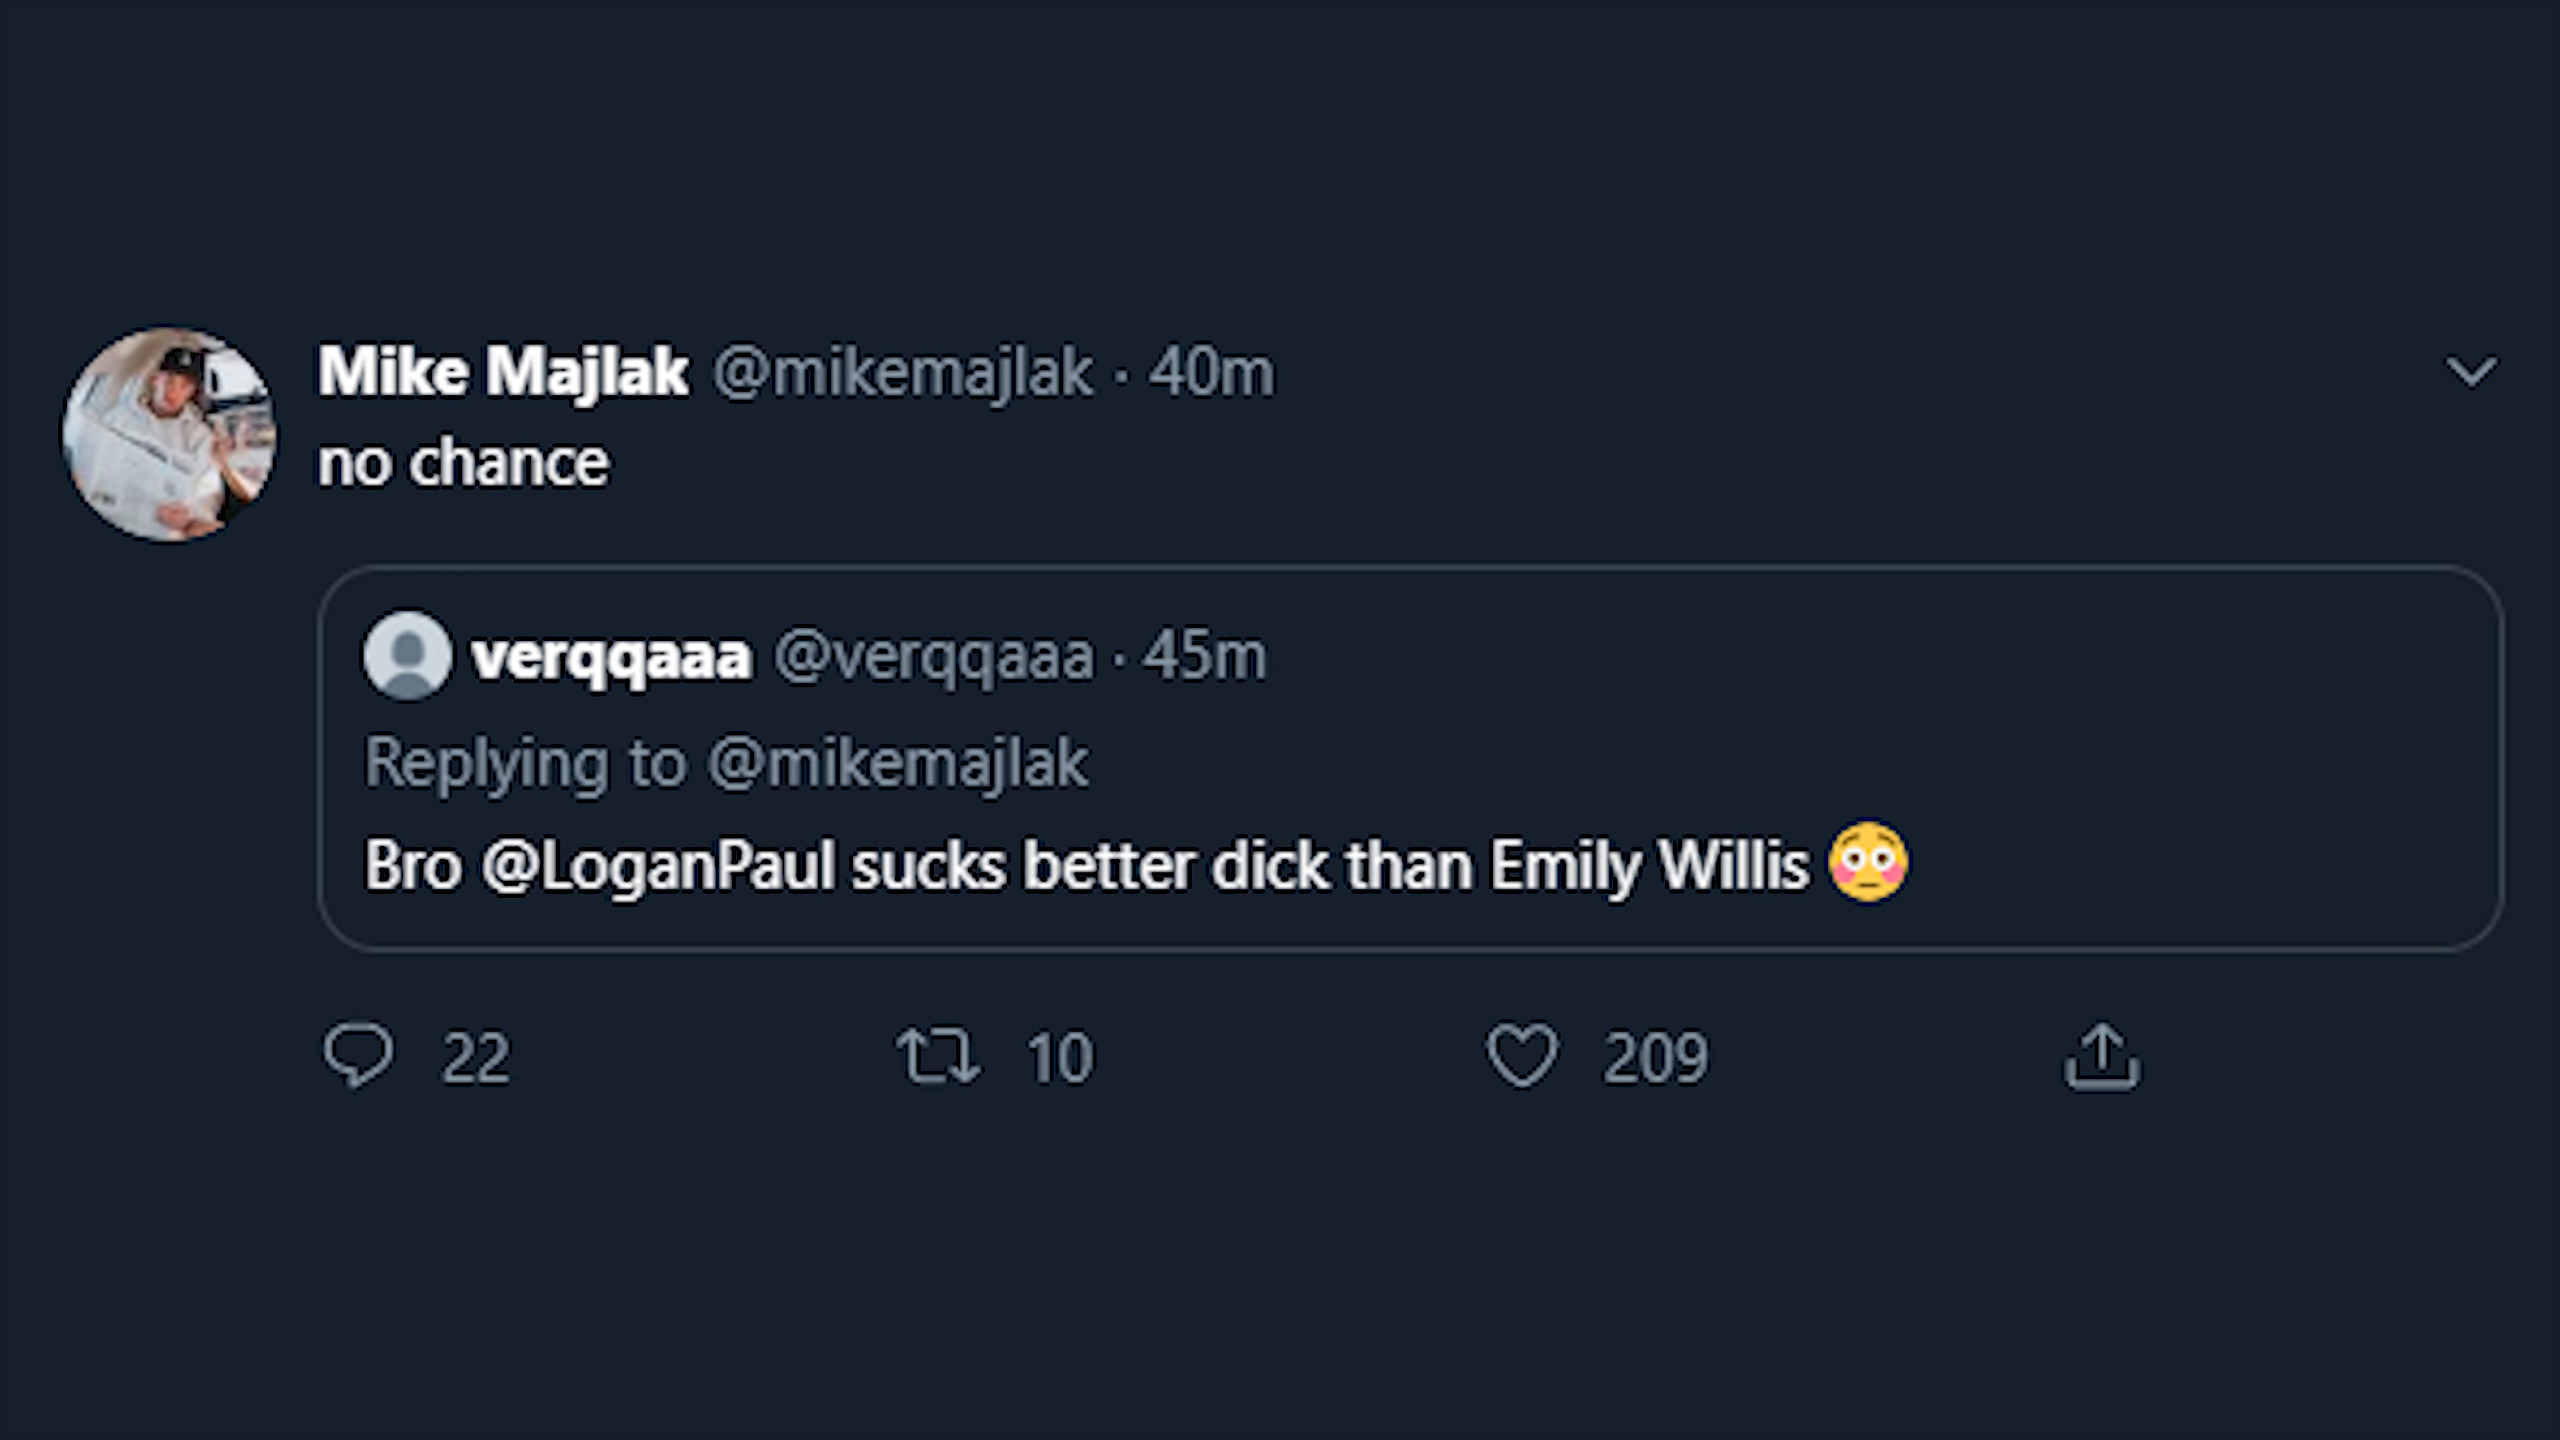 Mike Majlak @mikemajlak · 40m
no chance
verqqaaa @verqqaaa · 45m
Replying to @mikemajlak
Bro @LoganPaul sucks better dick than Emily Willis 😳
22 10 209